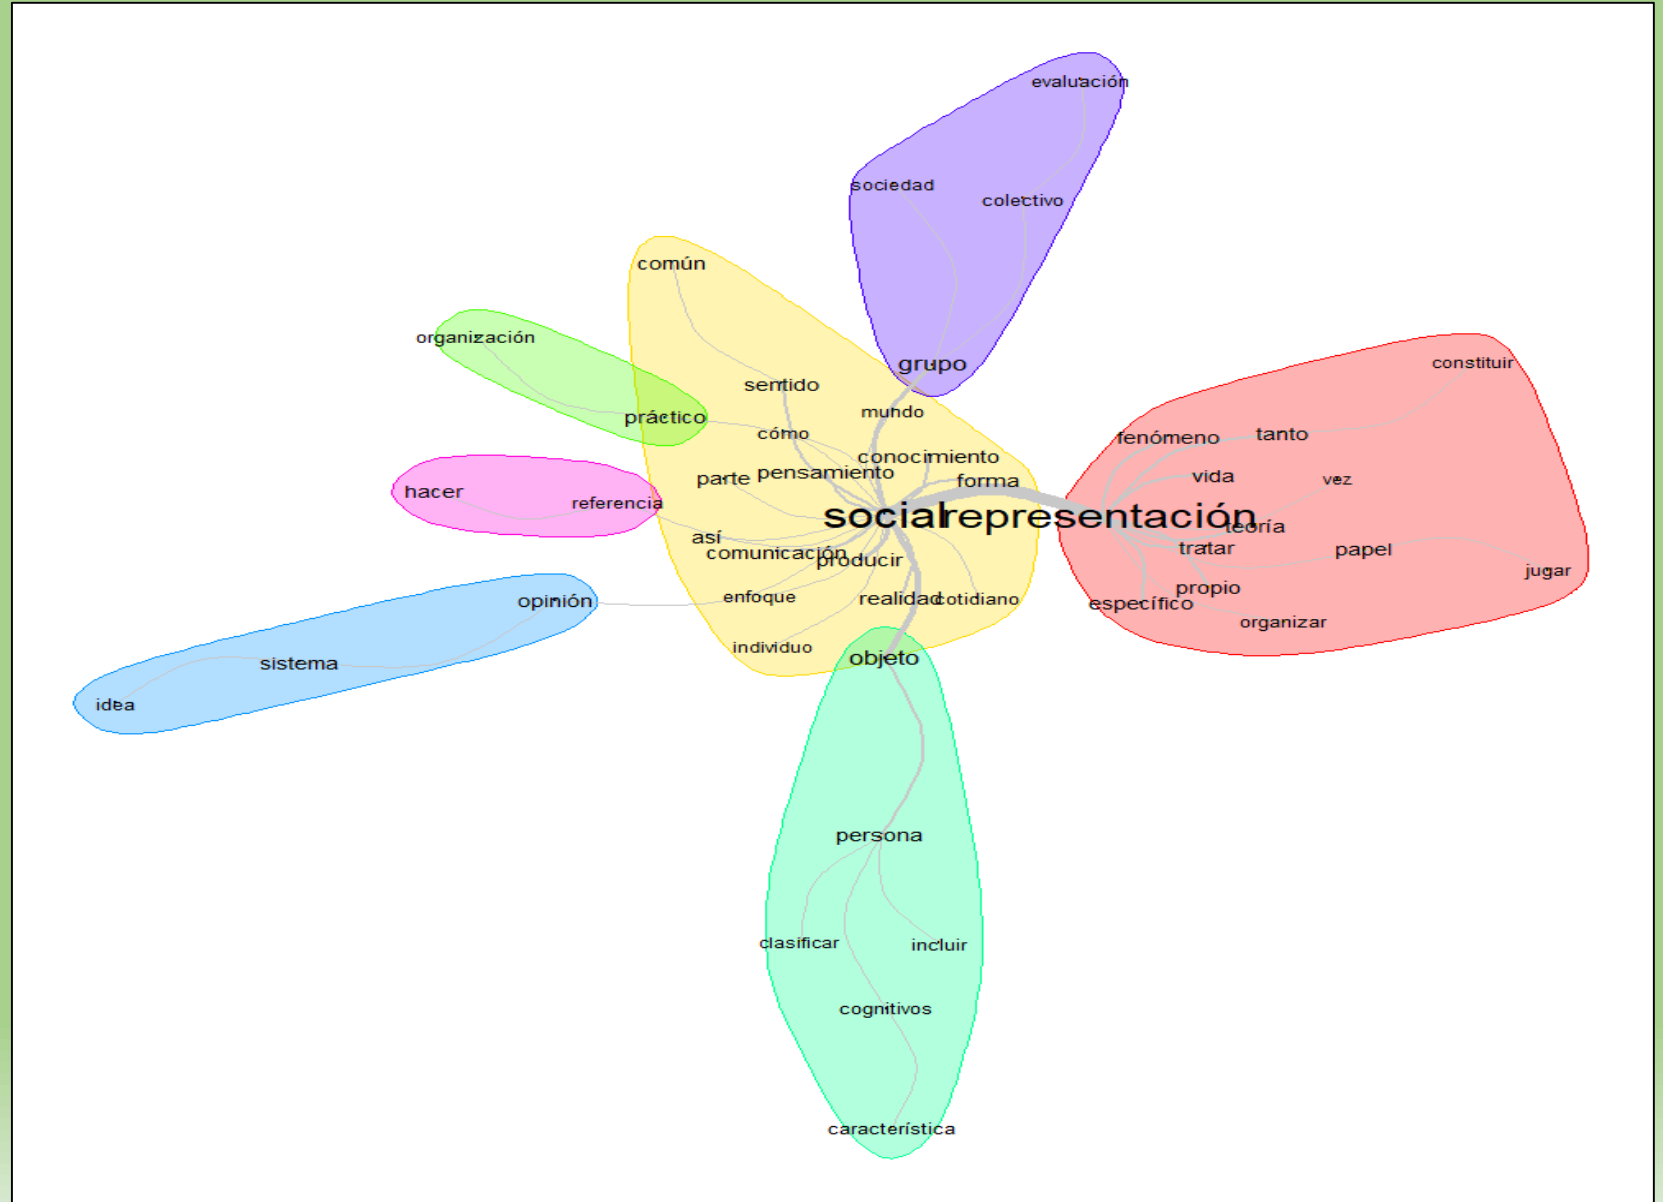 evaluación
sociedad
colectivo
común
organización
grupo
constituir
sentido
mundo
práctico
cómo
fenómeno
tanto
conocimiento
parte
pensamiento
forma
vida
vez
hacer
referencia
social
representación
teoría
así
comunicación
producir
tratar
papel
jugar
propio
opinión
enfoque
realidad
cotidiano
específico
organizar
individuo
objeto
sistema
idea
persona
clasificar
incluir
cognitivos
característica